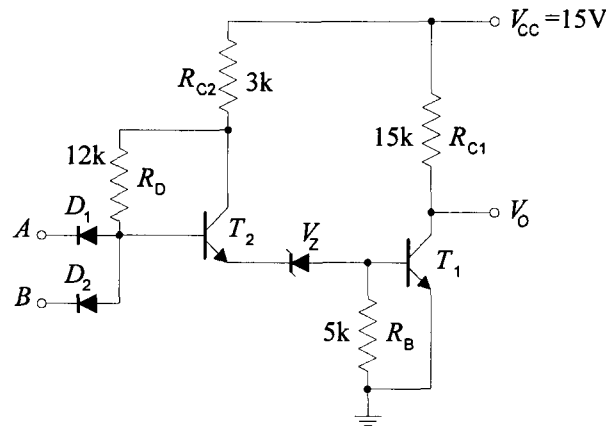 V_CC =15V
R_C2 3k
15k R_C1
12k R_D
V_O
A D_1
T_2
V_Z
T_1
B D_2
5k R_B